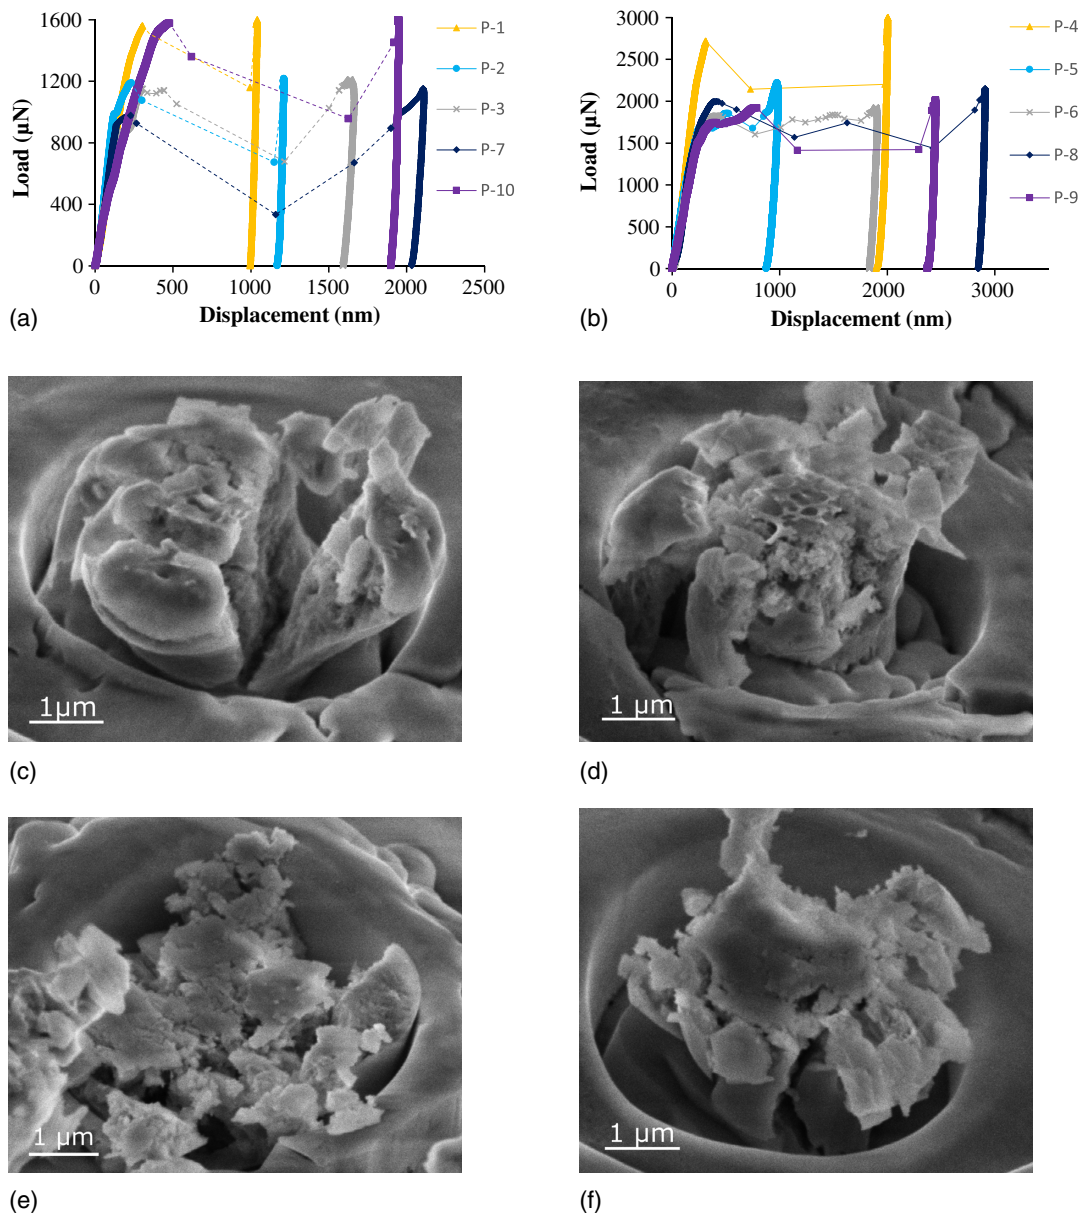 1600
1200
800
400
0
Load (µN)
0
500
1000
1500
2000
2500
Displacement (nm)
P-1
P-2
P-3
P-7
P-10
(a)
3000
2500
2000
1500
1000
500
0
Load (µN)
0
1000
2000
3000
Displacement (nm)
P-4
P-5
P-6
P-8
P-9
(b)
1µm
(c)
1 µm
(d)
1 µm
(e)
1 µm
(f)